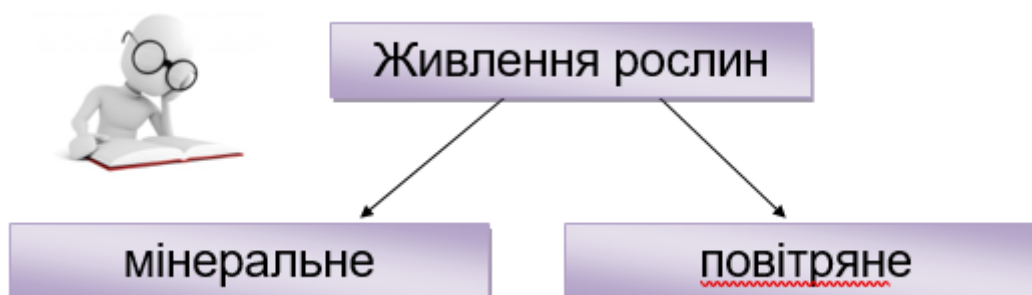 Живлення рослин
мінеральне
повітряне